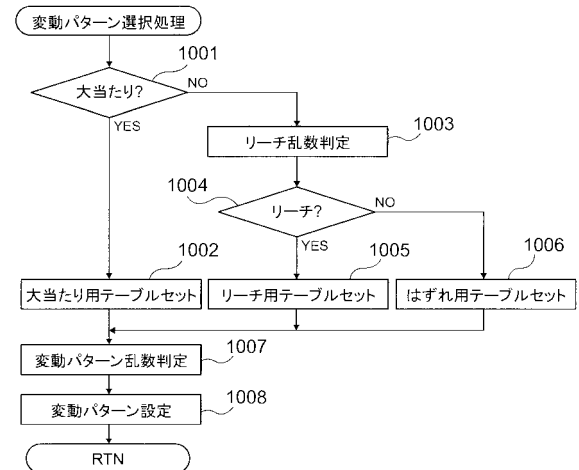 変動パターン選択処理
1001
大当たり?
NO
YES
1003
リーチ乱数判定
1004
リーチ?
NO
YES
1002
大当たり用テーブルセット
1005
リーチ用テーブルセット
1006
はずれ用テーブルセット
1007
変動パターン乱数判定
1008
変動パターン設定
RTN